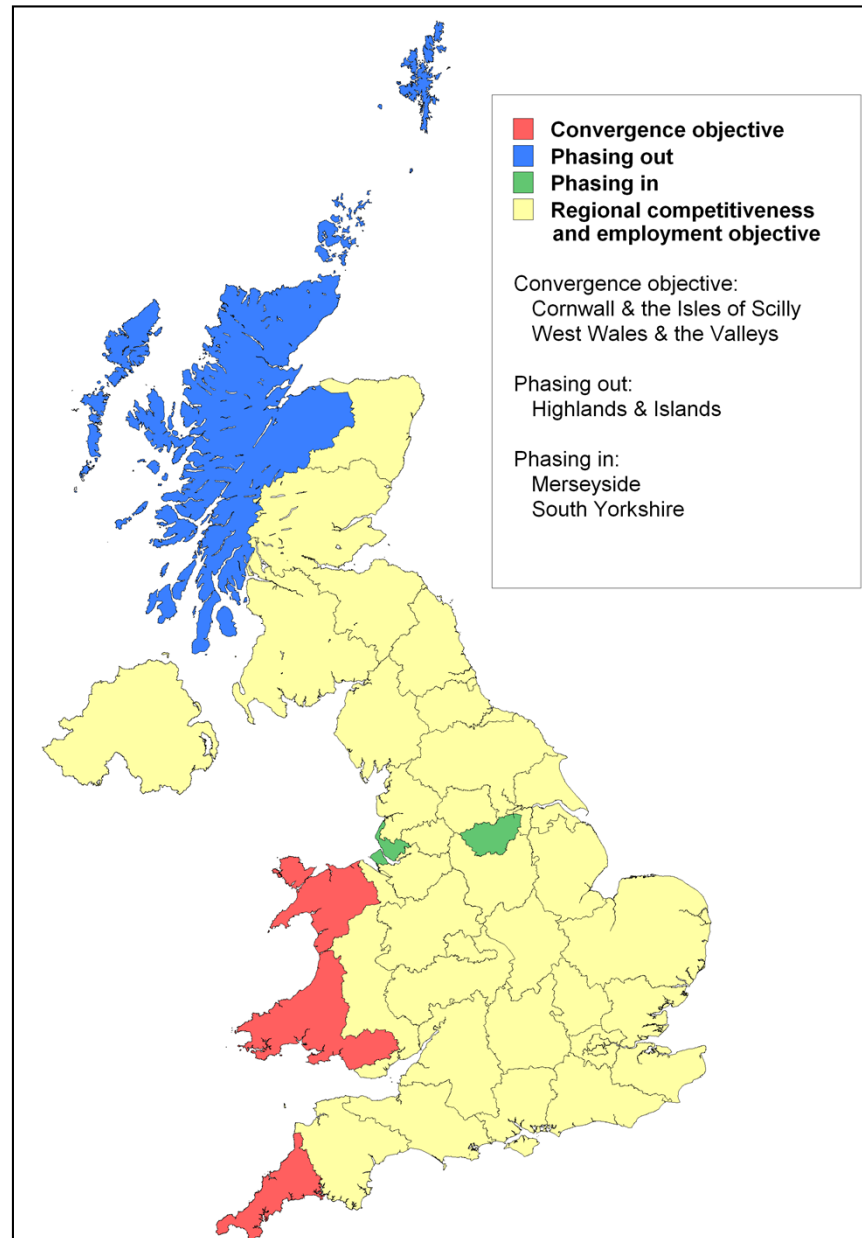 Convergence objective
Phasing out
Phasing in
Regional competitiveness
and employment objective
Convergence objective:
Cornwall & the Isles of Scilly
West Wales & the Valleys
Phasing out:
Highlands & Islands
Phasing in:
Merseyside
South Yorkshire